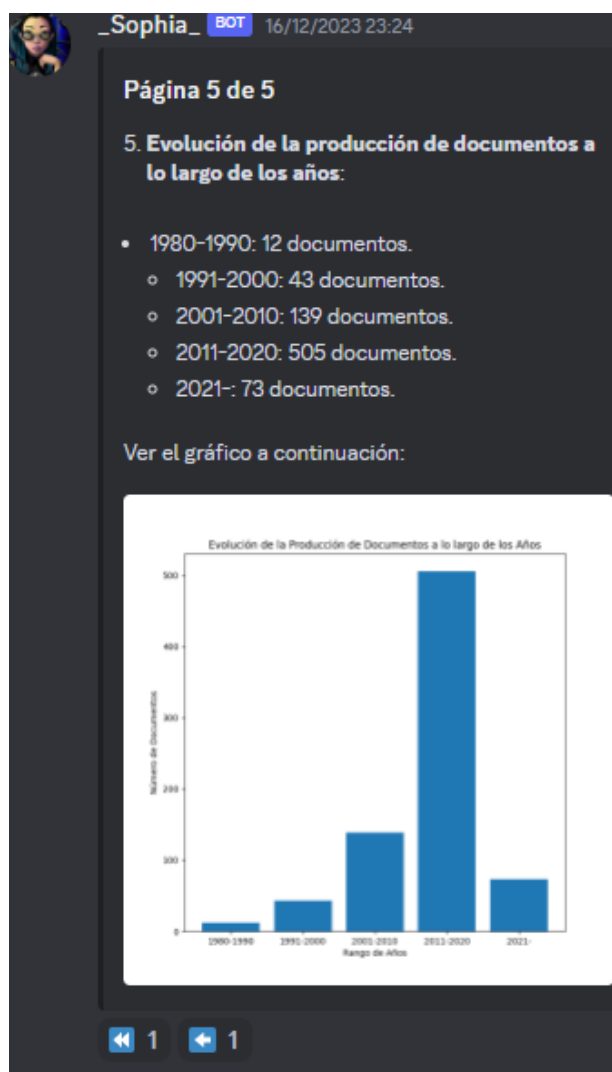 _Sophia_ BOT 16/12/2023 23:24
Página 5 de 5
5. Evolución de la producción de documentos a
lo largo de los años:
• 1980-1990: 12 documentos.
◦ 1991-2000: 43 documentos.
◦ 2001-2010: 139 documentos.
◦ 2011-2020: 505 documentos.
◦ 2021-: 73 documentos.
Ver el gráfico a continuación:
Evolución de la Producción de Documentos a lo largo de los Años
500
400
300
200
100
0
Número de Documentos
1980-1990 1991-2000 2001-2010 2011-2020 2021-
Rango de Años
1 1